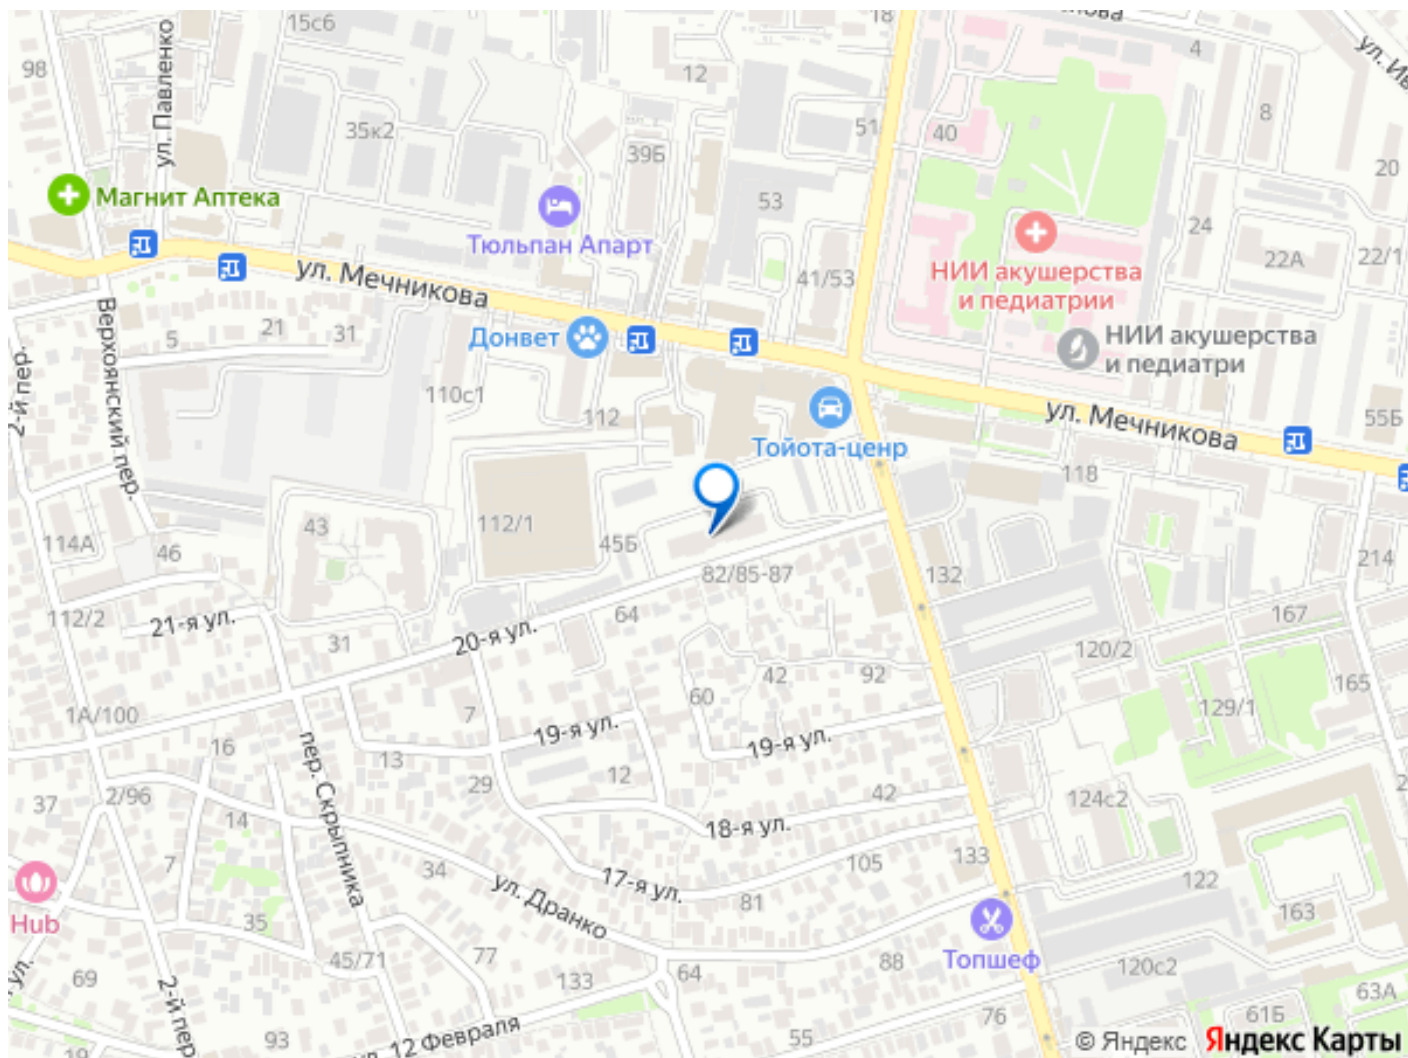 15с6
18
4
98
ул. Павленко
12
35к2
39Б
51
40
8
20
Магнит Аптека
53
24
Тюльпан Апарт
НИИ акушерства
и педиатрии
22А
22/1
ул. Мечникова
41/53
Верхоянский пер.
5
21
31
Донвет
НИИ акушерства
и педиатри
2-й пер.
110с1
112
ул. Мечникова
55Б
Тойота-ценр
118
43
112/1
45Б
114А
46
82/85-87
132
214
112/2
21-я ул.
64
167
31
20-я ул.
120/2
42
92
60
165
1А/100
7
129/1
16
19-я ул.
19-я ул.
пер. Скрыпника
13
29
12
42
37
2/96
124с2
14
18-я ул.
7
34
105
133
17-я ул.
122
ул. Дранко
81
Hub
35
163
Топшеф
45/71
77
88
120с2
ул.
69
133
64
63А
2-й пер
76
61Б
93
12 Февраля
55
19
© Яндекс
Яндекс Карты